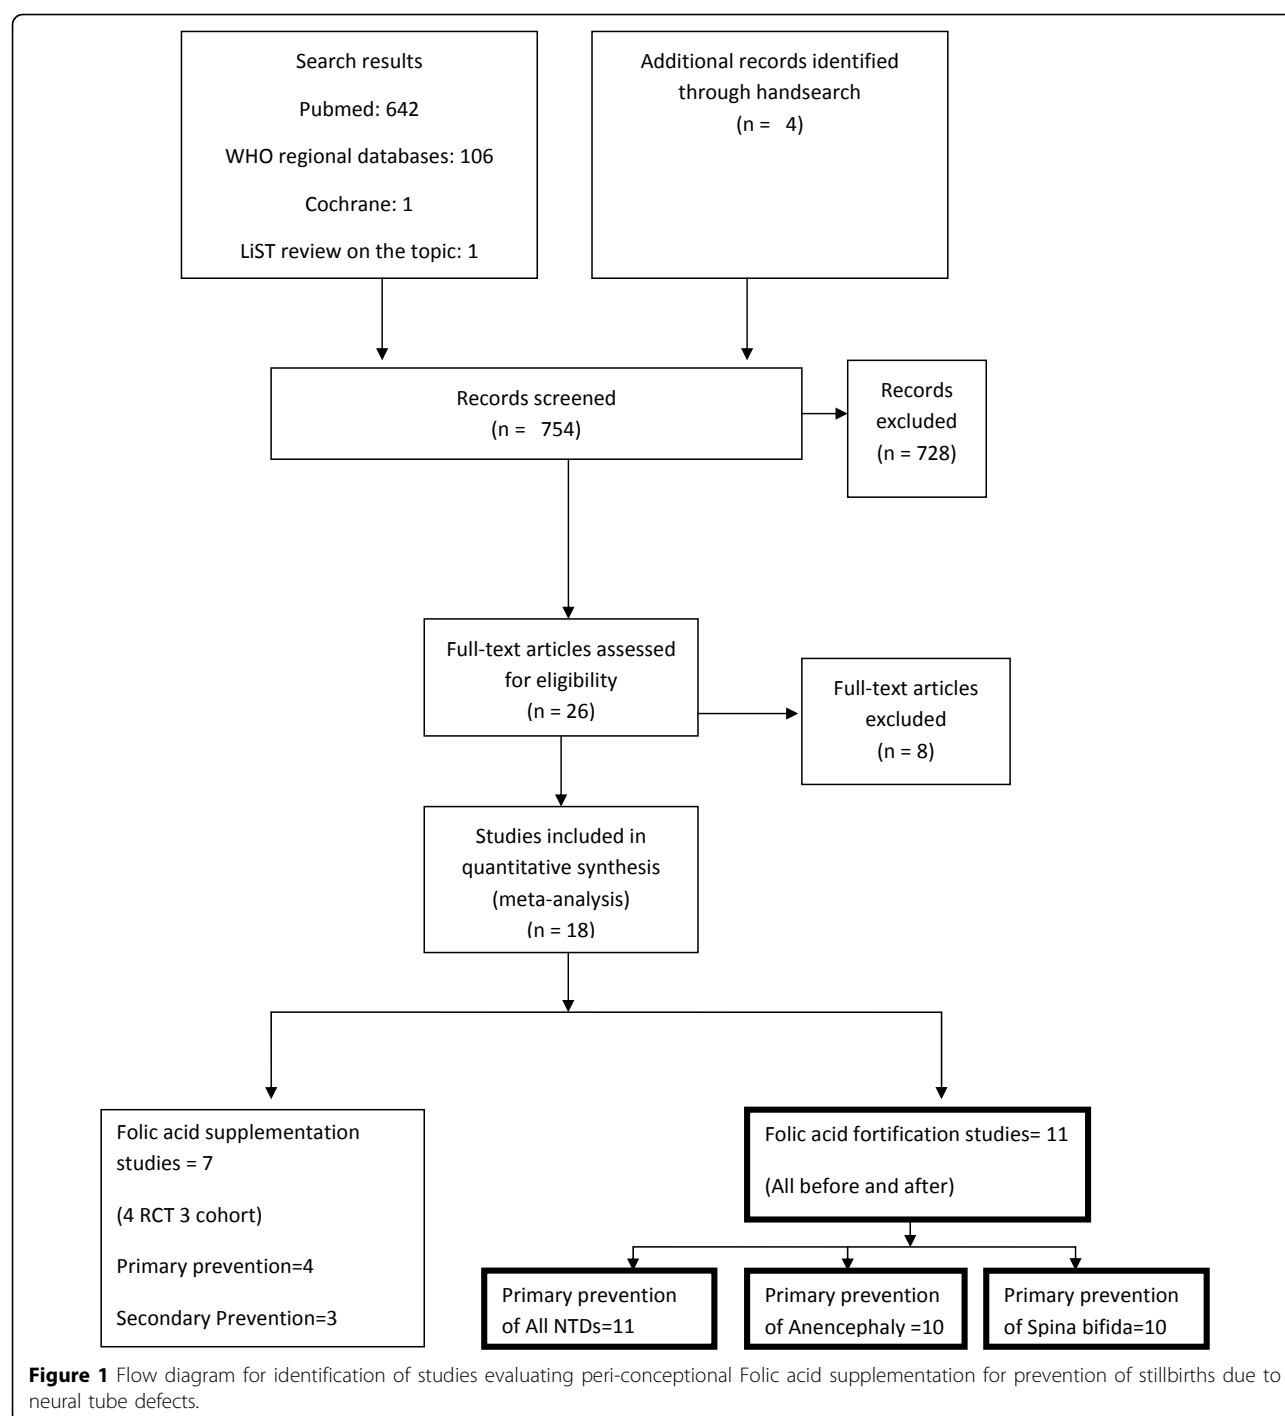 Search results
Pubmed: 642
WHO regional databases: 106
Cochrane: 1
LiST review on the topic: 1
Additional records identified
through handsearch
(n = 4)
Records screened
(n = 754)
Records
excluded
(n = 728)
Full-text articles assessed
for eligibility
(n = 26)
Full-text articles
excluded
(n = 8)
Studies included in
quantitative synthesis
(meta-analysis)
(n = 18)
Folic acid supplementation
studies = 7
(4 RCT 3 cohort)
Primary prevention=4
Secondary Prevention=3
Folic acid fortification studies= 11
(All before and after)
Primary prevention
of All NTDs=11
Primary prevention
of Anencephaly =10
Primary prevention
of Spina bifida=10
Figure 1 Flow diagram for identification of studies evaluating peri-conceptional Folic acid supplementation for prevention of stillbirths due to
neural tube defects.